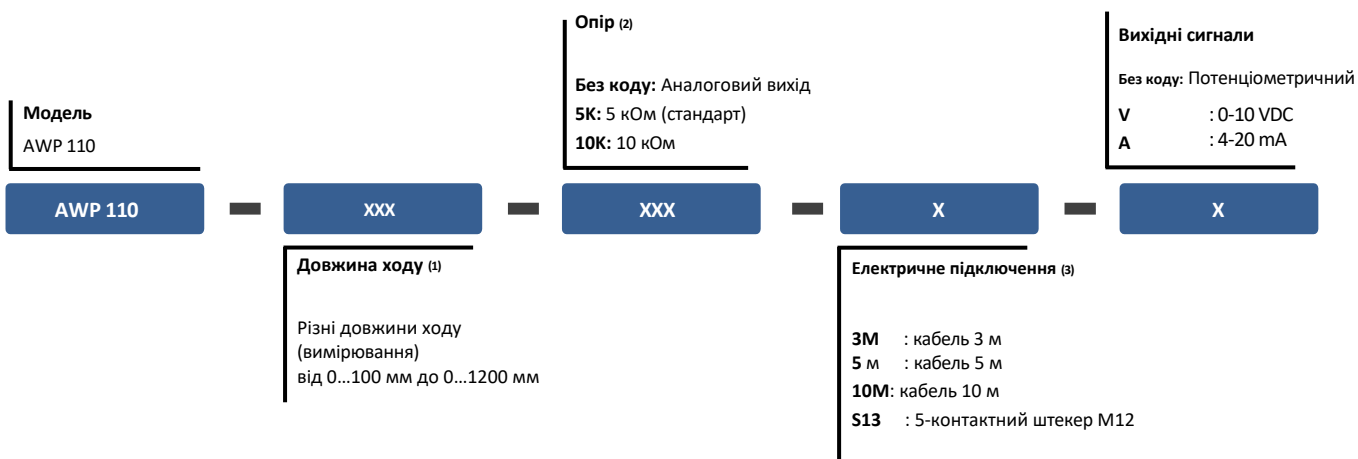 Модель
AWP 110
Опір (2)
Без коду: Аналоговий вихід
5K: 5 кОм (стандарт)
10K: 10 кОм
Вихідні сигнали
Без коду: Потенціометричний
V : 0-10 VDC
A : 4-20 mA
AWP 110 XXX XXX X X
Довжина ходу (1)
Різні довжини ходу
(вимірювання)
від 0...100 мм до 0...1200 мм
Електричне підключення (3)
3M : кабель 3 м
5 м : кабель 5 м
10M: кабель 10 м
S13 : 5-контактний штекер M12